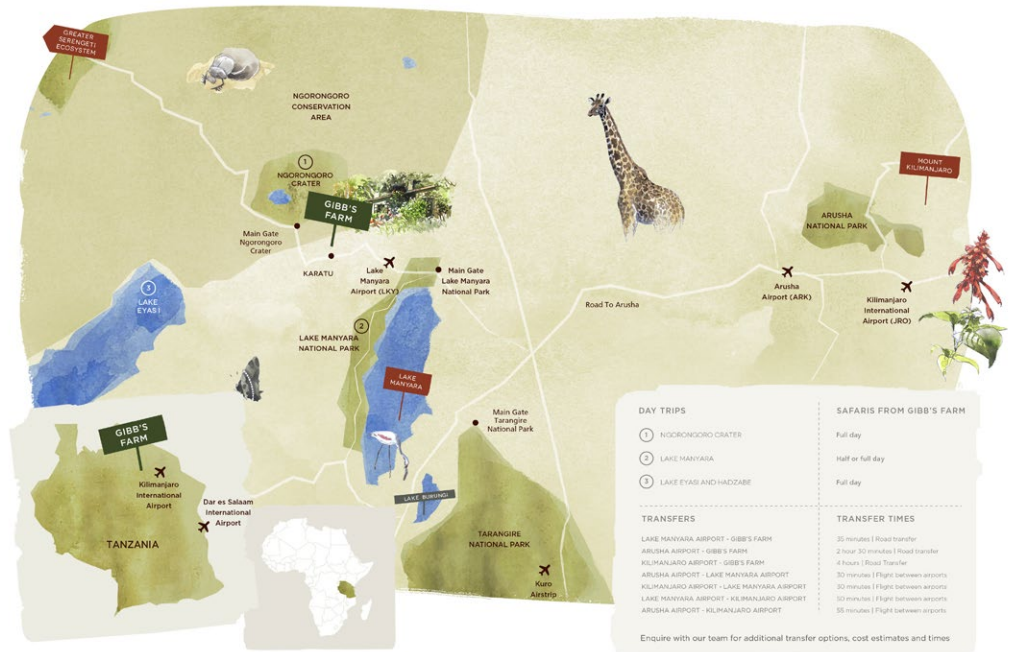 GREATER
SERENGETI
ECOSYSTEM
NGORONGORO
CONSERVATION
AREA
1
NGORONGORO
CRATER
GIBB'S
FARM
Main Gate
Ngorongoro
Crater
KARATU
Lake
Manyara
Airport (LKY)
Main Gate
Lake Manyara
National Park
MOUNT
KILIMANJARO
ARUSHA
NATIONAL PARK
Arusha
Airport (ARK)
Kilimanjaro
International
Airport (JRO)
Road To Arusha
3
LAKE
EYASI
2
LAKE MANYARA
NATIONAL PARK
LAKE
MANYARA
Main Gate
Tarangire
National Park
LAKE BURUNGI
TARANGIRE
NATIONAL PARK
Kuro
Airstrip
GIBB'S
FARM
Kilimanjaro
International
Airport
Dar es Salaam
International
Airport
TANZANIA
DAY TRIPS SAFARIS FROM GIBB'S FARM
1 NGORONGORO CRATER Full day
2 LAKE MANYARA Half or full day
3 LAKE EYASI AND HADZABE Full day
TRANSFERS TRANSFER TIMES
LAKE MANYARA AIRPORT - GIBB'S FARM 35 minutes | Road transfer
ARUSHA AIRPORT - GIBB'S FARM 2 hour 30 minutes | Road transfer
KILIMANJARO AIRPORT - GIBB'S FARM 4 hours | Road Transfer
ARUSHA AIRPORT - LAKE MANYARA AIRPORT 30 minutes | Flight between airports
KILIMANJARO AIRPORT - LAKE MANYARA AIRPORT 30 minutes | Flight between airports
LAKE MANYARA AIRPORT - KILIMANJARO AIRPORT 50 minutes | Flight between airports
ARUSHA AIRPORT - KILIMANJARO AIRPORT 55 minutes | Flight between airports
Enquire with our team for additional transfer options, cost estimates and times